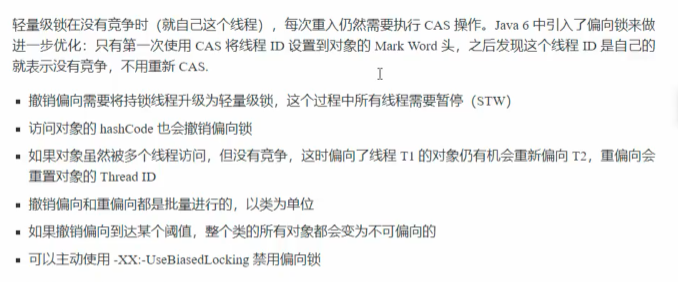 轻量级锁在没有竞争时（就自己这个线程），每次重入仍然需要执行 CAS 操作。Java 6 中引入了偏向锁来做
进一步优化：只有第一次使用 CAS 将线程 ID 设置到对象的 Mark Word 头，之后发现这个线程 ID 是自己的
就表示没有竞争，不用重新 CAS.
▪ 撤销偏向需要将持锁线程升级为轻量级锁，这个过程中所有线程需要暂停（STW）
▪ 访问对象的 hashCode 也会撤销偏向锁
▪ 如果对象虽然被多个线程访问，但没有竞争，这时偏向了线程 T1 的对象仍有机会重新偏向 T2，重偏向会
重置对象的 Thread ID
▪ 撤销偏向和重偏向都是批量进行的，以类为单位
▪ 如果撤销偏向到达某个阈值，整个类的所有对象都会变为不可偏向的
▪ 可以主动使用 -XX:-UseBiasedLocking 禁用偏向锁